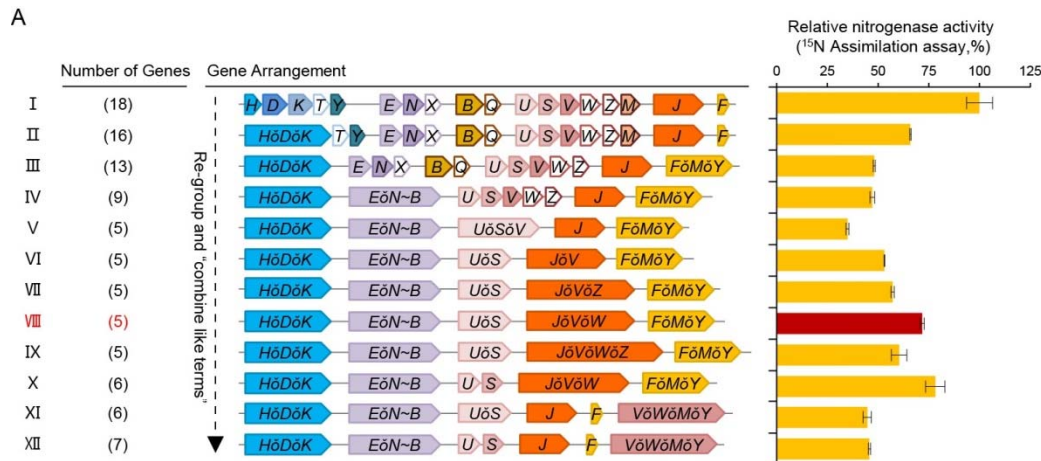 A
Relative nitrogenase activity
(¹⁵N Assimilation assay,%)
Number of Genes Gene Arrangement 0 25 50 75 100 125
Re-group and "combine like terms"
I (18) H D K T Y E N X B Q U S V W Z M J F
II (16) HŏDŏK T Y E N X B Q U S V W Z M J F
III (13) HŏDŏK E N X B Q U S V W Z J FŏMŏY
IV (9) HŏDŏK EŏN~B U S V W Z J FŏMŏY
V (5) HŏDŏK EŏN~B UŏSŏV J FŏMŏY
VI (5) HŏDŏK EŏN~B UŏS JŏV FŏMŏY
VII (5) HŏDŏK EŏN~B UŏS JŏVŏZ FŏMŏY
VIII (5) HŏDŏK EŏN~B UŏS JŏVŏW FŏMŏY
IX (5) HŏDŏK EŏN~B UŏS JŏVŏWŏZ FŏMŏY
X (6) HŏDŏK EŏN~B U S JŏVŏW FŏMŏY
XI (6) HŏDŏK EŏN~B UŏS J F VŏWŏMŏY
XII (7) HŏDŏK EŏN~B U S J F VŏWŏMŏY